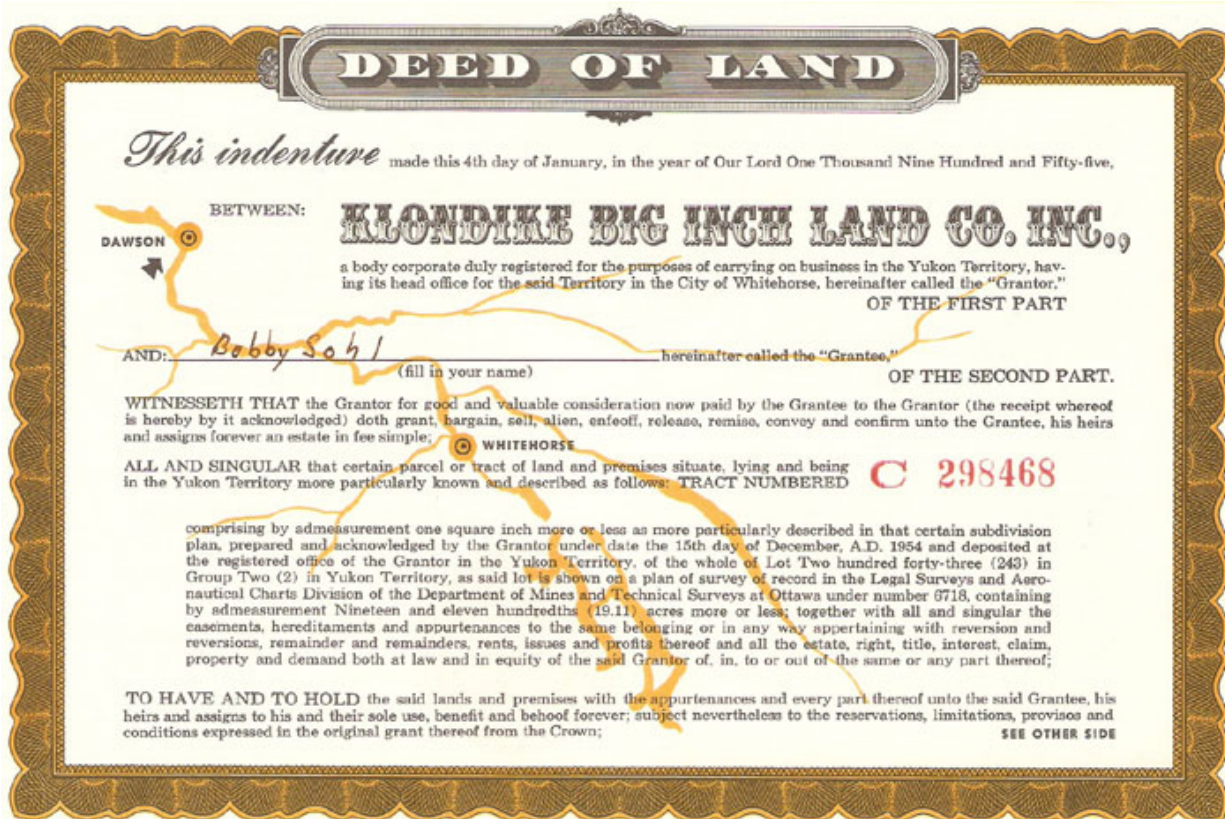 DEED OF LAND
This indenture made this 4th day of January, in the year of Our Lord One Thousand Nine Hundred and Fifty-five,
BETWEEN: KLONDIKE BIG INCH LAND CO. INC.,
DAWSON
a body corporate duly registered for the purposes of carrying on business in the Yukon Territory, hav-
ing its head office for the said Territory in the City of Whitehorse, hereinafter called the "Grantor."
OF THE FIRST PART
AND: Bobby Sohl hereinafter called the "Grantee,"
(fill in your name)
OF THE SECOND PART.
WITNESSETH THAT the Grantor for good and valuable consideration now paid by the Grantee to the Grantor (the receipt whereof
is hereby by it acknowledged) doth grant, bargain, sell, alien, enfeoff, release, remise, convey and confirm unto the Grantee, his heirs
and assigns forever an estate in fee simple;
WHITEHORSE
ALL AND SINGULAR that certain parcel or tract of land and premises situate, lying and being
in the Yukon Territory more particularly known and described as follows: TRACT NUMBERED C 298468
comprising by admeasurement one square inch more or less as more particularly described in that certain subdivision
plan, prepared and acknowledged by the Grantor under date the 15th day of December, A.D. 1954 and deposited at
the registered office of the Grantor in the Yukon Territory, of the whole of Lot Two hundred forty-three (243) in
Group Two (2) in Yukon Territory, as said lot is shown on a plan of survey of record in the Legal Surveys and Aero-
nautical Charts Division of the Department of Mines and Technical Surveys at Ottawa under number 6718, containing
by admeasurement Nineteen and eleven hundredths (19.11) acres more or less; together with all and singular the
easements, hereditaments and appurtenances to the same belonging or in any way appertaining with reversion and
reversions, remainder and remainders, rents, issues and profits thereof and all the estate, right, title, interest, claim,
property and demand both at law and in equity of the said Grantor of, in, to or out of the same or any part thereof;
TO HAVE AND TO HOLD the said lands and premises with the appurtenances and every part thereof unto the said Grantee, his
heirs and assigns to his and their sole use, benefit and behoof forever; subject nevertheless to the reservations, limitations, provisos and
conditions expressed in the original grant thereof from the Crown;
SEE OTHER SIDE